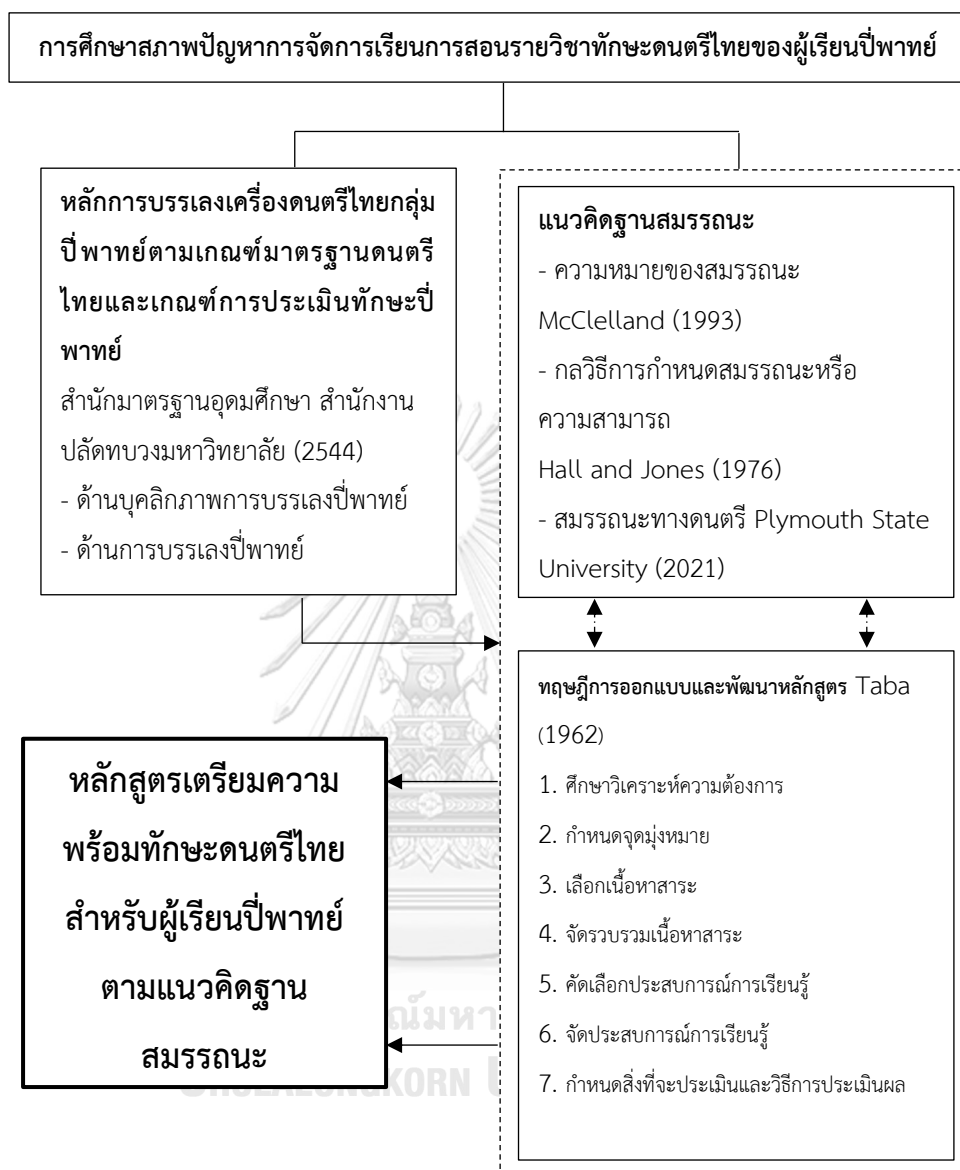 การศึกษาสภาพปัญหาการจัดการเรียนการสอนรายวิชาทักษะดนตรีไทยของผู้เรียนปี่พาทย์
หลักการบรรเลงเครื่องดนตรีไทยกลุ่ม
ปี่พาทย์ตามเกณฑ์มาตรฐานดนตรี
ไทยและเกณฑ์การประเมินทักษะปี่
พาทย์
สำนักมาตรฐานอุดมศึกษา สำนักงาน
ปลัดทบวงมหาวิทยาลัย (2544)
- ด้านบุคลิกภาพการบรรเลงปี่พาทย์
- ด้านการบรรเลงปี่พาทย์
แนวคิดฐานสมรรถนะ
- ความหมายของสมรรถนะ
McClelland (1993)
- กลวิธีการกำหนดสมรรถนะหรือ
ความสามารถ
Hall and Jones (1976)
- สมรรถนะทางดนตรี Plymouth State
University (2021)
ทฤษฎีการออกแบบและพัฒนาหลักสูตร Taba
(1962)
1. ศึกษาวิเคราะห์ความต้องการ
2. กำหนดจุดมุ่งหมาย
3. เลือกเนื้อหาสาระ
4. จัดรวบรวมเนื้อหาสาระ
5. คัดเลือกประสบการณ์การเรียนรู้
6. จัดประสบการณ์การเรียนรู้
7. กำหนดสิ่งที่จะประเมินและวิธีการประเมินผล
หลักสูตรเตรียมความ
พร้อมทักษะดนตรีไทย
สำหรับผู้เรียนปี่พาทย์
ตามแนวคิดฐาน
สมรรถนะ